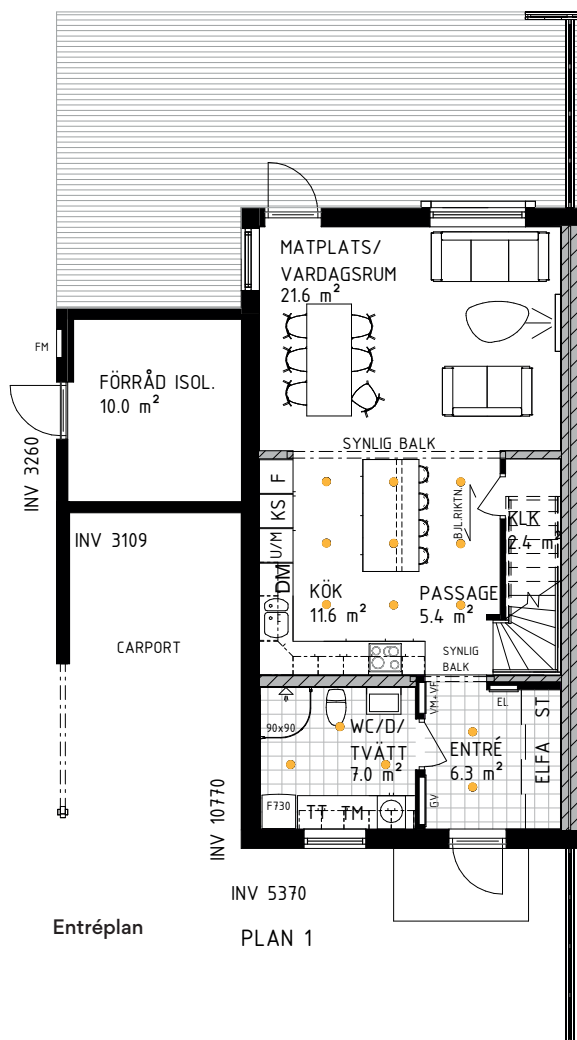 MATPLATS/
VARDAGSRUM
21.6 m²
FM
FÖRRÅD ISOL.
10.0 m²
INV 3260
SYNLIG BALK
F
KS
U/M
DM
BJL.RIKTN.
KLK
2.4 m²
INV 3109
KÖK
11.6 m²
PASSAGE
5.4 m²
CARPORT
SYNLIG
BALK
90x90
VM+VF
EL
ST
WC/D/
TVÄTT
7.0 m²
ENTRÉ
6.3 m²
ELFA
F730
TT
TM
GV
INV 10770
INV 5370
Entréplan
PLAN 1